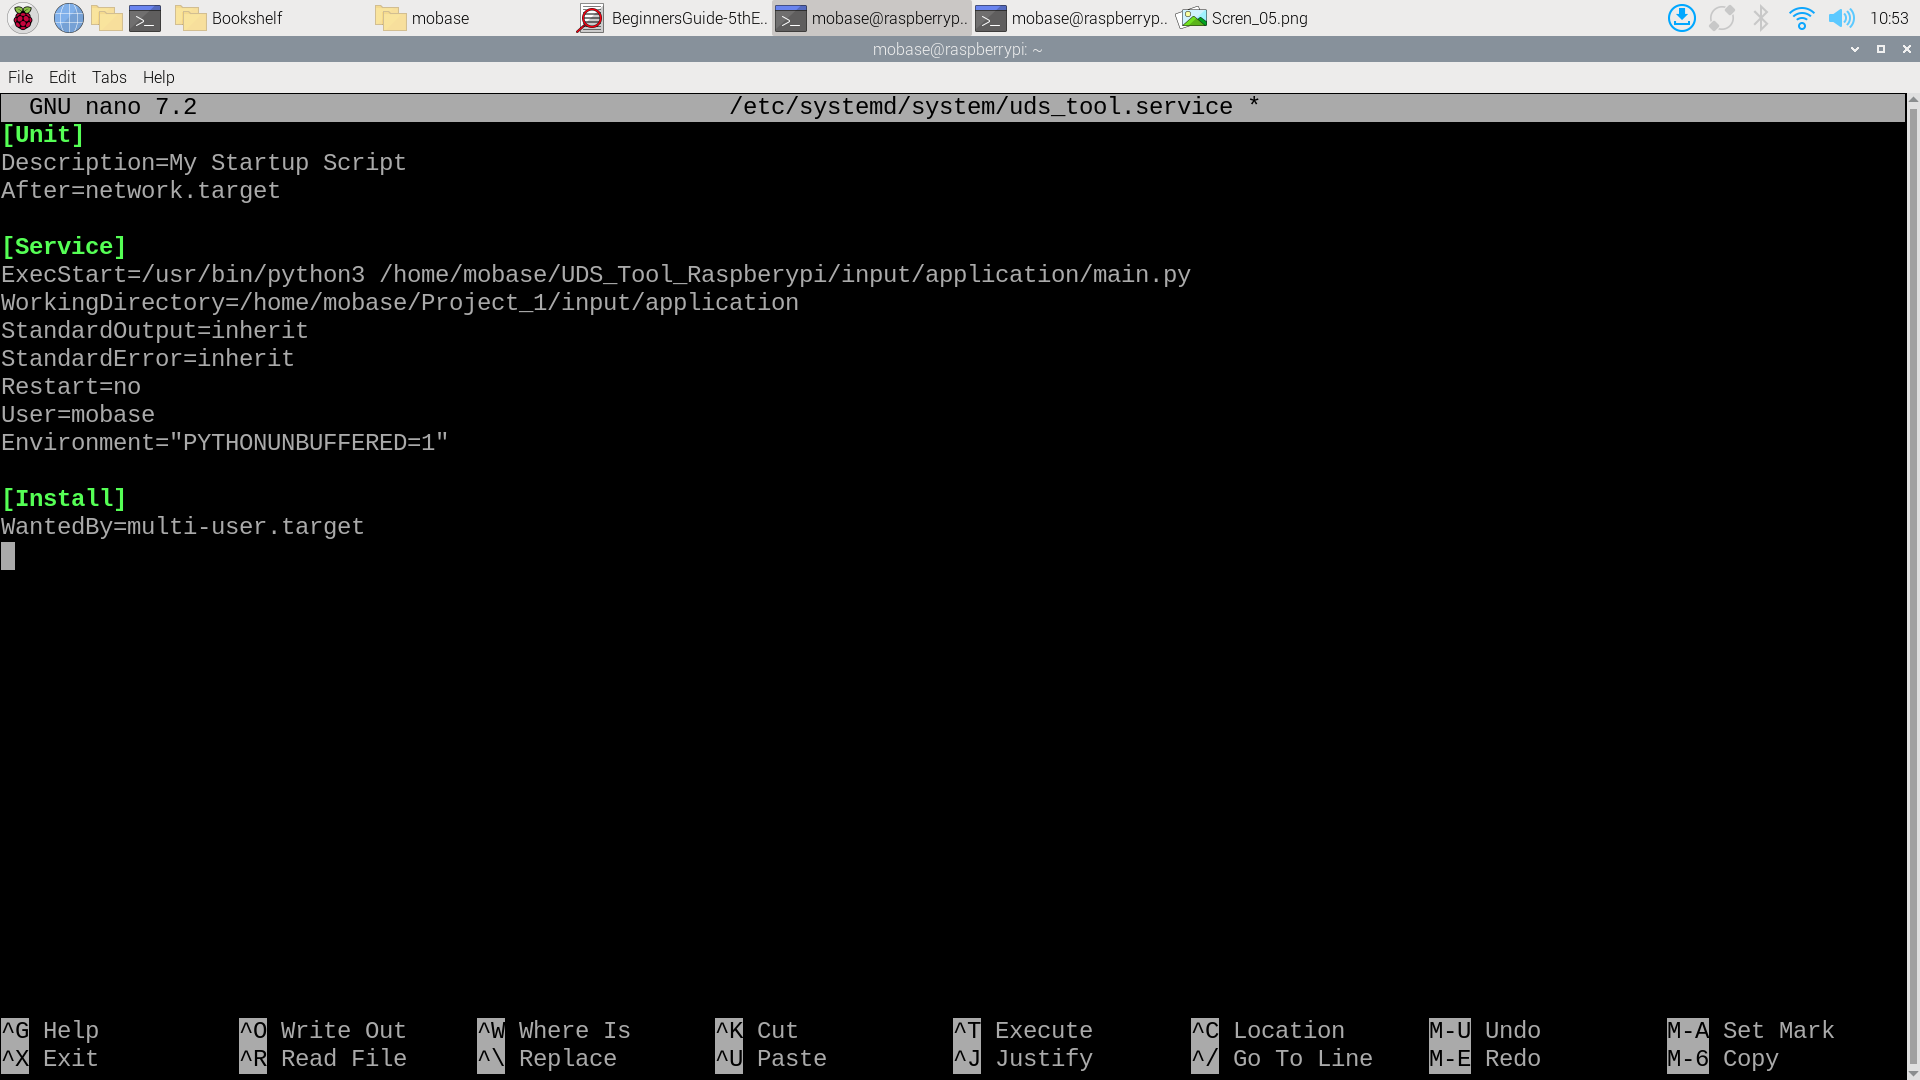 Bookshelf
mobase
BeginnersGuide-5thE..
mobase@raspberryp..
mobase@raspberryp..
Scren_05.png
10:53
mobase@raspberrypi: ~
File Edit Tabs Help
GNU nano 7.2 /etc/systemd/system/uds_tool.service *
[Unit]
Description=My Startup Script
After=network.target
[Service]
ExecStart=/usr/bin/python3 /home/mobase/UDS_Tool_Raspberypi/input/application/main.py
WorkingDirectory=/home/mobase/Project_1/input/application
StandardOutput=inherit
StandardError=inherit
Restart=no
User=mobase
Environment="PYTHONUNBUFFERED=1"
[Install]
WantedBy=multi-user.target
^G Help ^O Write Out ^W Where Is ^K Cut ^T Execute ^C Location M-U Undo M-A Set Mark
^X Exit ^R Read File ^\ Replace ^U Paste ^J Justify ^/ Go To Line M-E Redo M-6 Copy